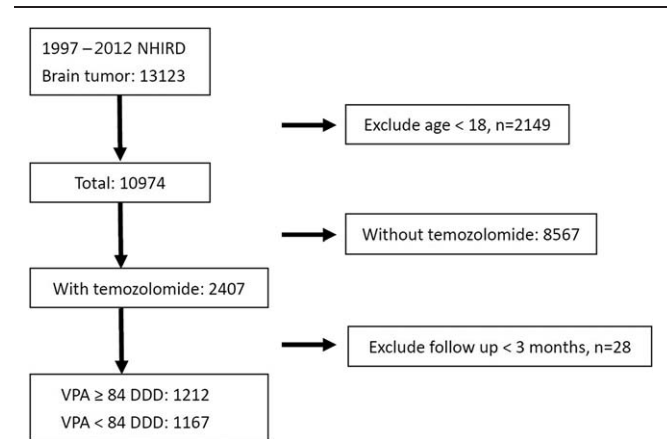 1997 – 2012 NHIRD
Brain tumor: 13123
Exclude age < 18, n=2149
Total: 10974
Without temozolomide: 8567
With temozolomide: 2407
Exclude follow up < 3 months, n=28
VPA ≥ 84 DDD: 1212
VPA < 84 DDD: 1167